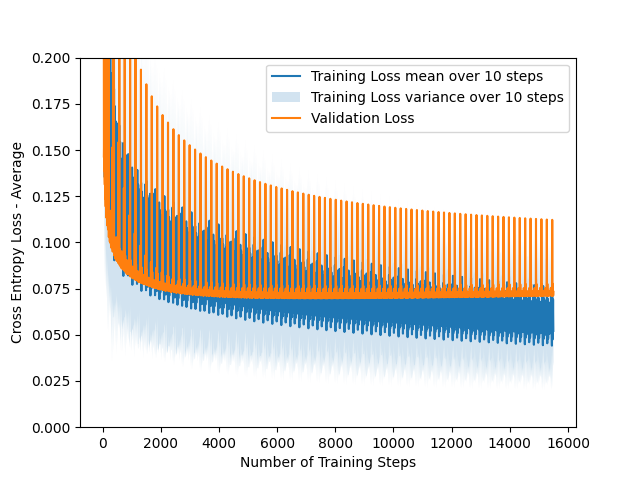 Training Loss mean over 10 steps
Training Loss variance over 10 steps
Validation Loss
Cross Entropy Loss - Average
0.200
0.175
0.150
0.125
0.100
0.075
0.050
0.025
0.000
0 2000 4000 6000 8000 10000 12000 14000 16000
Number of Training Steps